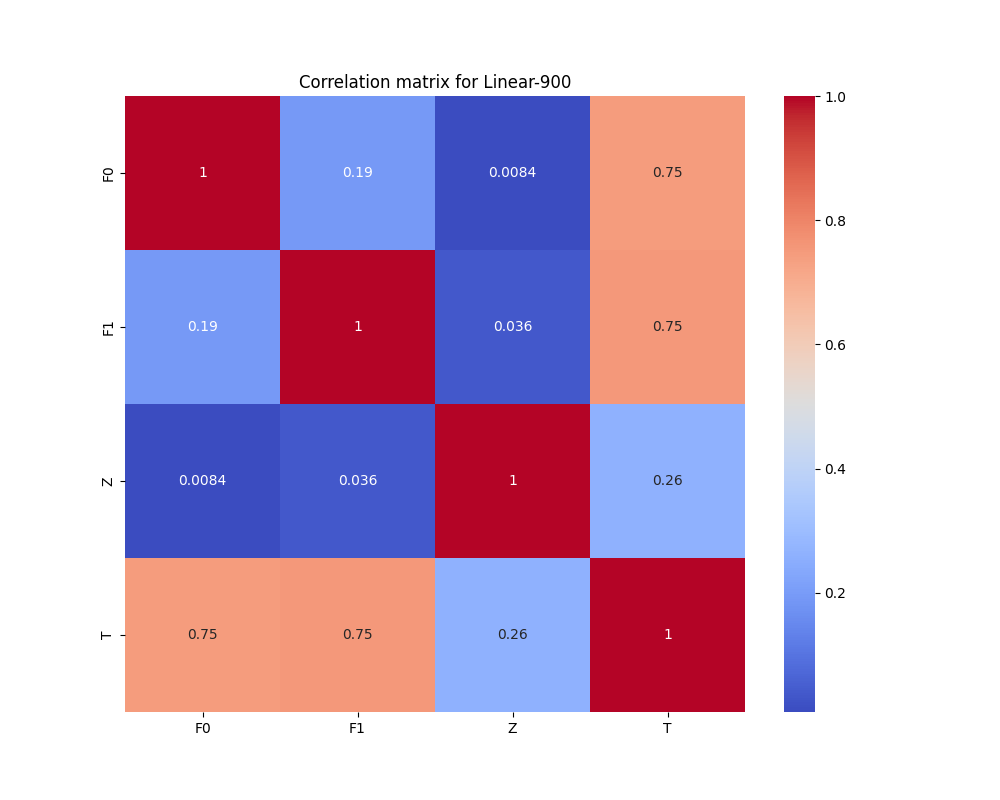 Correlation matrix for Linear-900
F0 1 0.19 0.0084 0.75
F1 0.19 1 0.036 0.75
Z 0.0084 0.036 1 0.26
T 0.75 0.75 0.26 1
F0 F1 Z T
1.0
0.8
0.6
0.4
0.2